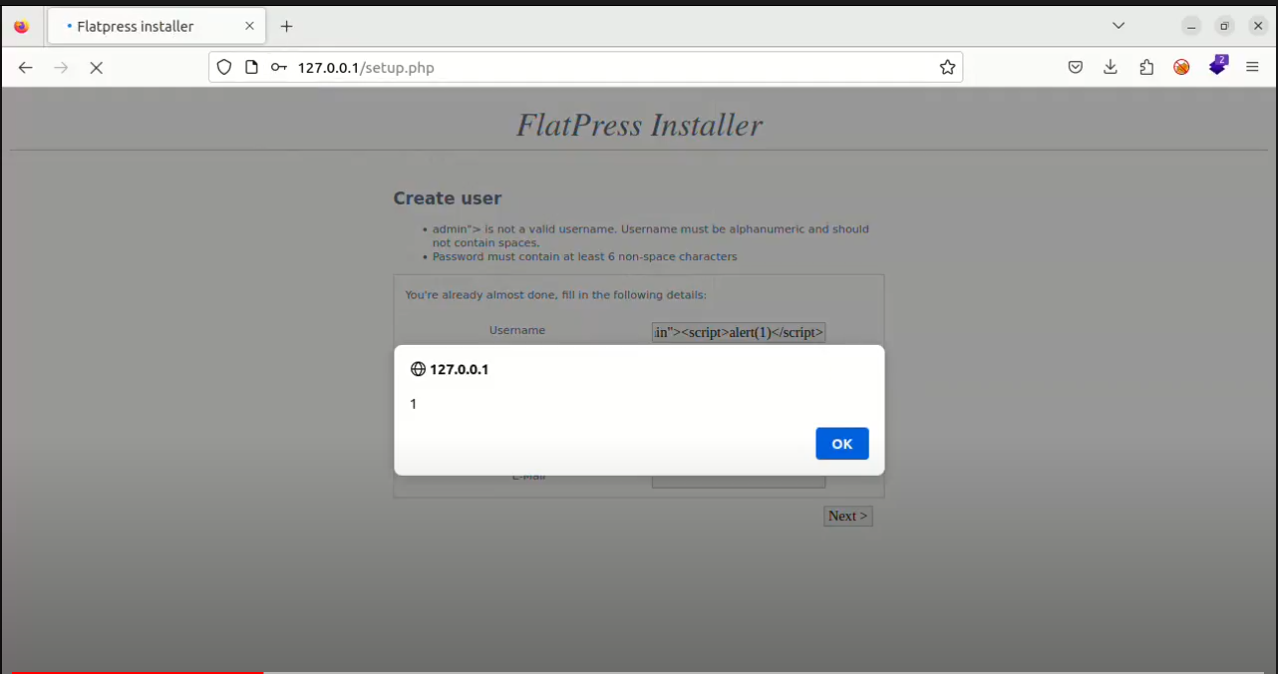 Flatpress installer
127.0.0.1/setup.php
2
FlatPress Installer
Create user
• admin"> is not a valid username. Username must be alphanumeric and should
not contain spaces.
• Password must contain at least 6 non-space characters
You're already almost done, fill in the following details:
Username
in"><script>alert(1)</script>
127.0.0.1
1
OK
E-Mail
Next >